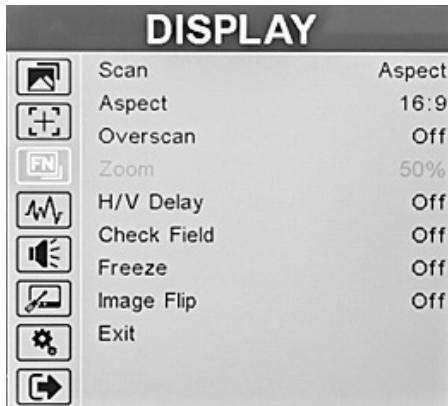 DISPLAY
Scan Aspect
Aspect 16:9
Overscan Off
FN
Zoom 50%
H/V Delay Off
Check Field Off
Freeze Off
Image Flip Off
Exit